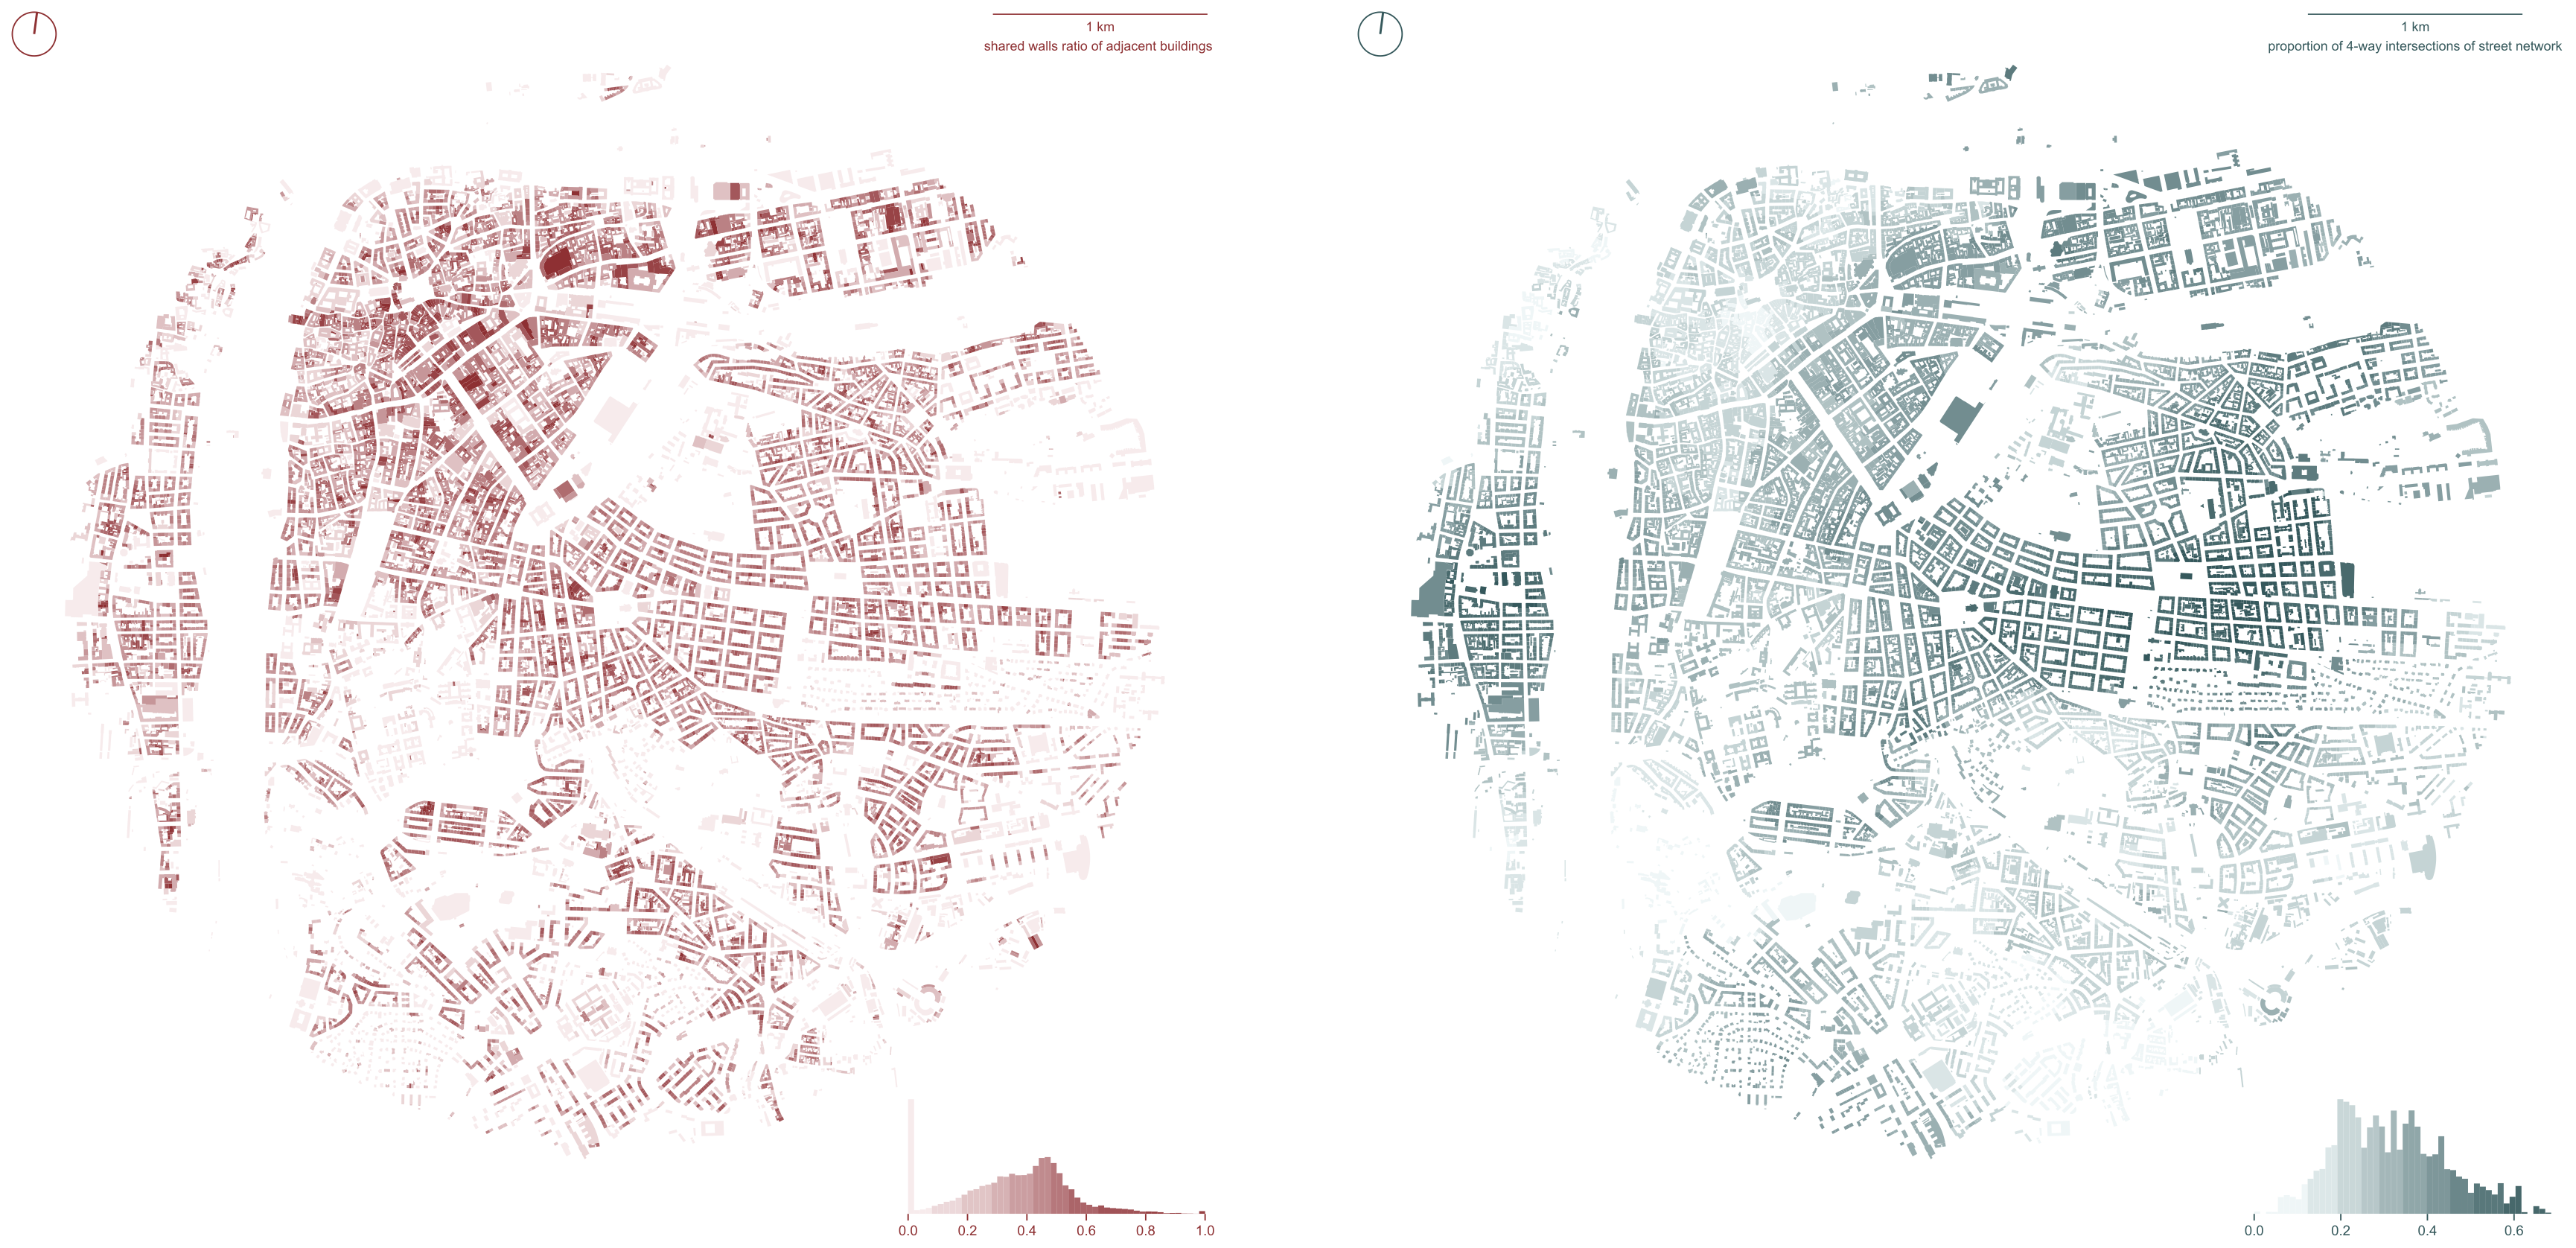 1 km
shared walls ratio of adjacent buildings
1 km
proportion of 4-way intersections of street network
0.0 0.2 0.4 0.6 0.8 1.0
0.0 0.2 0.4 0.6